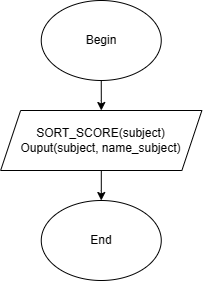 Begin
SORT_SCORE(subject)
Ouput(subject, name_subject)
End